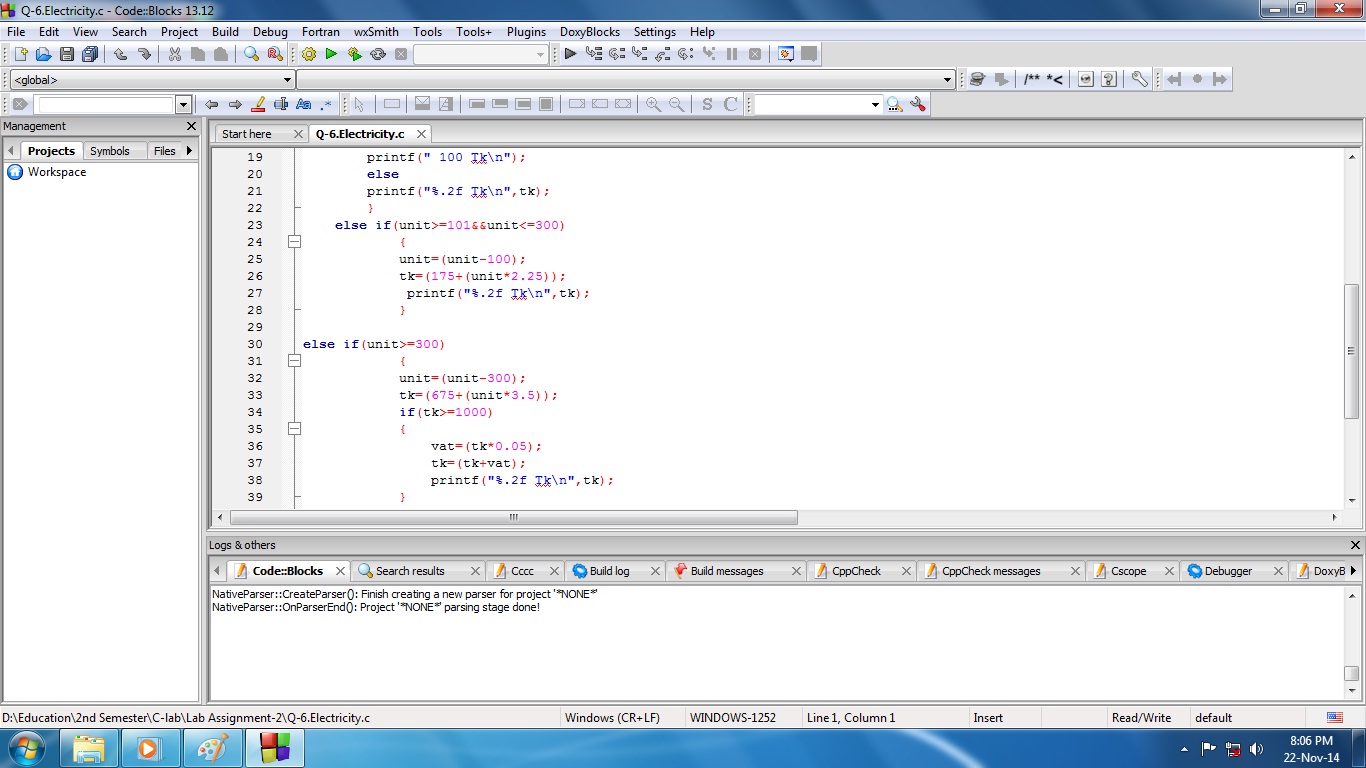 Q-6.Electricity.c - Code::Blocks 13.12
File Edit View Search Project Build Debug Fortran wxSmith Tools Tools+ Plugins DoxyBlocks Settings Help
<global>
/** *<
Aa .*
S C
Management
Projects Symbols Files
Workspace
Start here Q-6.Electricity.c
19 printf(" 100 Tk\n");
20 else
21 printf("%.2f Tk\n",tk);
22 }
23 else if(unit>=101&&unit<=300)
24 {
25 unit=(unit-100);
26 tk=(175+(unit*2.25));
27 printf("%.2f Tk\n",tk);
28 }
29
30 else if(unit>=300)
31 {
32 unit=(unit-300);
33 tk=(675+(unit*3.5));
34 if(tk>=1000)
35 {
36 vat=(tk*0.05);
37 tk=(tk+vat);
38 printf("%.2f Tk\n",tk);
39 }
Logs & others
Code::Blocks Search results Cccc Build log Build messages CppCheck CppCheck messages Cscope Debugger DoxyB
NativeParser::CreateParser(): Finish creating a new parser for project '*NONE*'
NativeParser::OnParserEnd(): Project '*NONE*' parsing stage done!
D:\Education\2nd Semester\C-lab\Lab Assignment-2\Q-6.Electricity.c Windows (CR+LF) WINDOWS-1252 Line 1, Column 1 Insert Read/Write default
8:06 PM
22-Nov-14